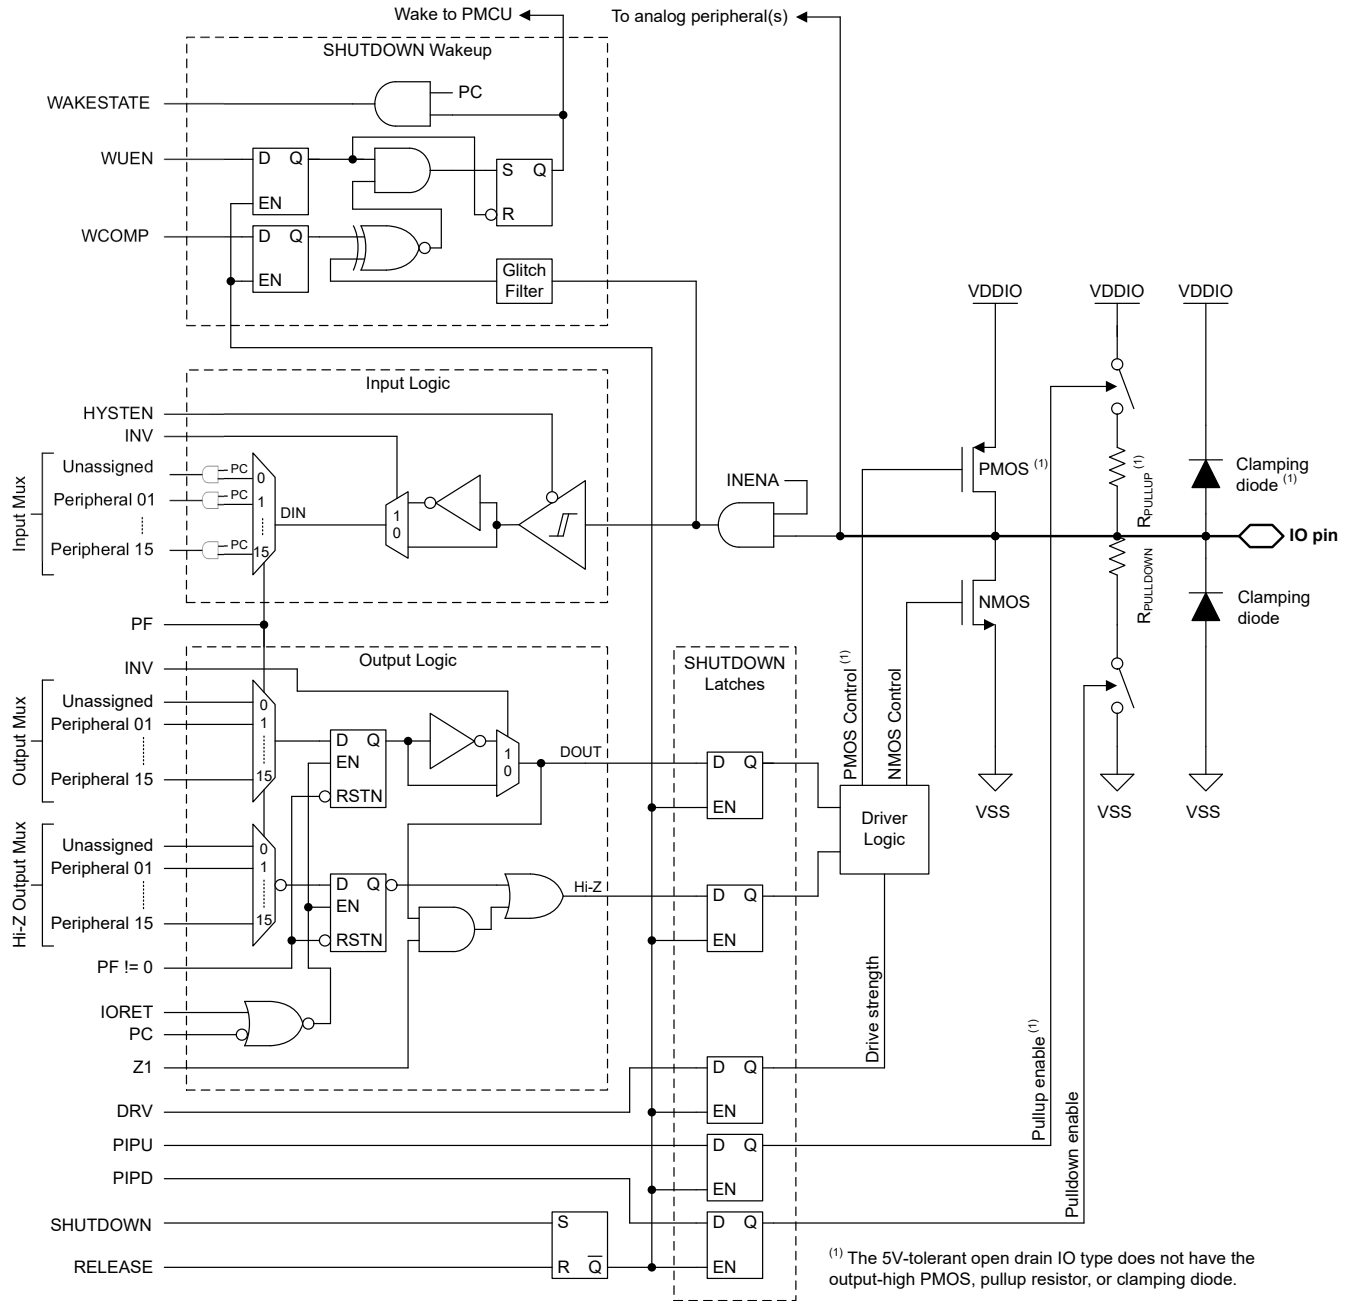 Wake to PMCU
To analog peripheral(s)
SHUTDOWN Wakeup
WAKESTATE
PC
WUEN
D Q
EN
S Q
R
WCOMP
D Q
EN
Glitch
Filter
VDDIO
VDDIO
VDDIO
Input Logic
HYSTEN
INV
Input Mux
Unassigned
Peripheral 01
Peripheral 15
PC
PC
PC
0
1
15
DIN
1
0
INENA
PMOS (1)
RPULLUP (1)
Clamping
diode (1)
IO pin
RPULLDOWN
NMOS
Clamping
diode
PF
INV
Output Logic
SHUTDOWN
Latches
PMOS Control (1)
NMOS Control
VSS
VSS
VSS
Output Mux
Unassigned
Peripheral 01
Peripheral 15
0
1
15
D Q
EN
RSTN
1
0
DOUT
D Q
EN
Driver
Logic
Hi-Z Output Mux
Unassigned
Peripheral 01
Peripheral 15
0
1
15
D Q
EN
RSTN
Hi-Z
D Q
EN
PF != 0
IORET
PC
Z1
Drive strength
D Q
EN
DRV
PIPU
D Q
EN
Pullup enable (1)
Pulldown enable
PIPD
SHUTDOWN
S
D Q
RELEASE
R Q̅
EN
(1) The 5V-tolerant open drain IO type does not have the
output-high PMOS, pullup resistor, or clamping diode.